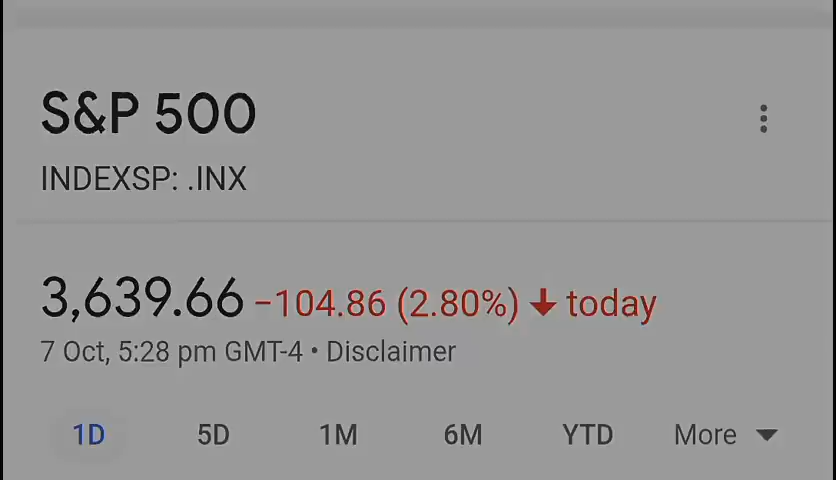 S&P 500
INDEXSP: .INX
3,639.66 −104.86 (2.80%) ↓ today
7 Oct, 5:28 pm GMT-4 • Disclaimer
1D 5D 1M 6M YTD More